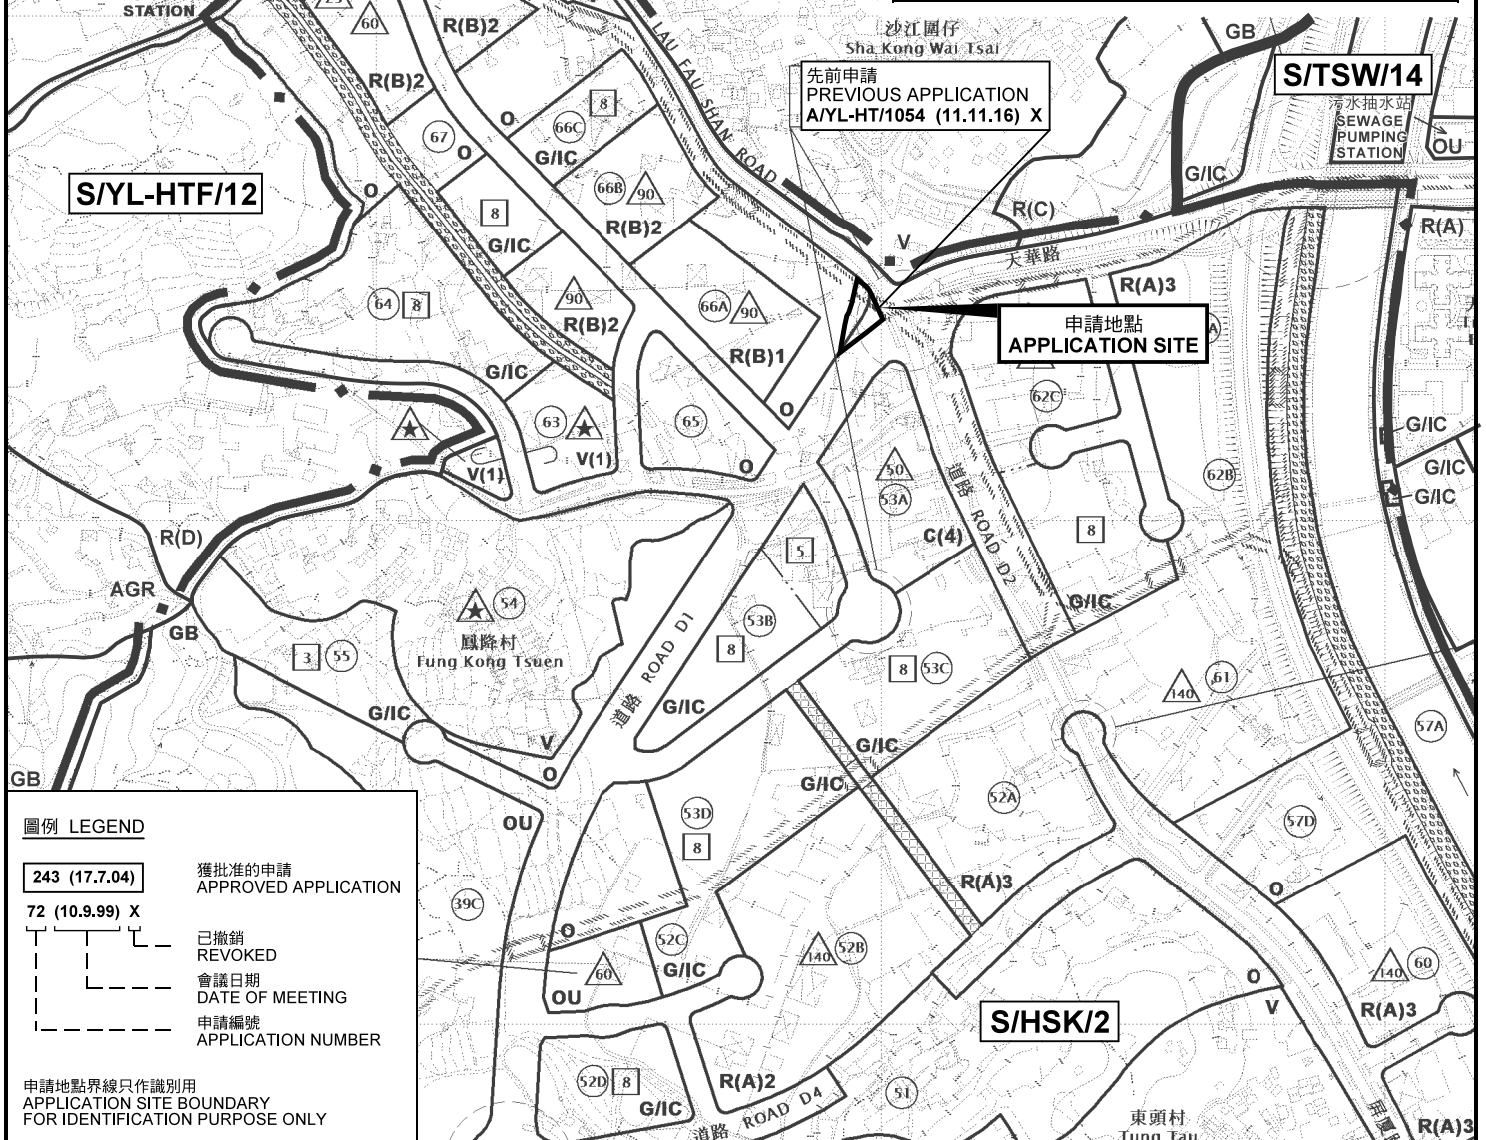 STATION
23
60
R(B)2
R(B)2
67
O
O
66C
8
G/IC
66B
90
R(B)2
LAU FAU SHAN ROAD
沙江圍仔
Sha Kong Wai Tsai
先前申請
PREVIOUS APPLICATION
A/YL-HT/1054 (11.11.16) X
GB
S/TSW/14
污水抽水站
SEWAGE
PUMPING
STATION
OU
G/IC
R(C)
V
天華路
R(A)
R(A)3
S/YL-HTF/12
O
8
G/IC
64
8
90
R(B)2
66A
90
R(B)1
申請地點
APPLICATION SITE
G/IC
63
V(1)
V(1)
65
O
O
62C
50
53A
C(4)
道路 ROAD D2
62B
8
G/IC
G/IC
G/IC
G/IC
R(D)
AGR
GB
5
54
鳳降村
Fung Kong Tsuen
3
55
G/IC
V
O
道路 ROAD D1
53B
8
G/IC
8
53C
140
61
57A
G/IC
G/IC
GB
OU
53D
8
52A
57D
R(A)3
O
39C
O
52C
G/IC
60
OU
140
52B
140
60
R(A)3
O
V
S/HSK/2
52D
8
G/IC
R(A)2
道路 ROAD D4
51
東頭村
Tung Tau
R(A)3
圖例 LEGEND
243 (17.7.04)
獲批准的申請
APPROVED APPLICATION
72 (10.9.99) X
已撤銷
REVOKED
會議日期
DATE OF MEETING
申請編號
APPLICATION NUMBER
申請地點界線只作識別用
APPLICATION SITE BOUNDARY
FOR IDENTIFICATION PURPOSE ONLY